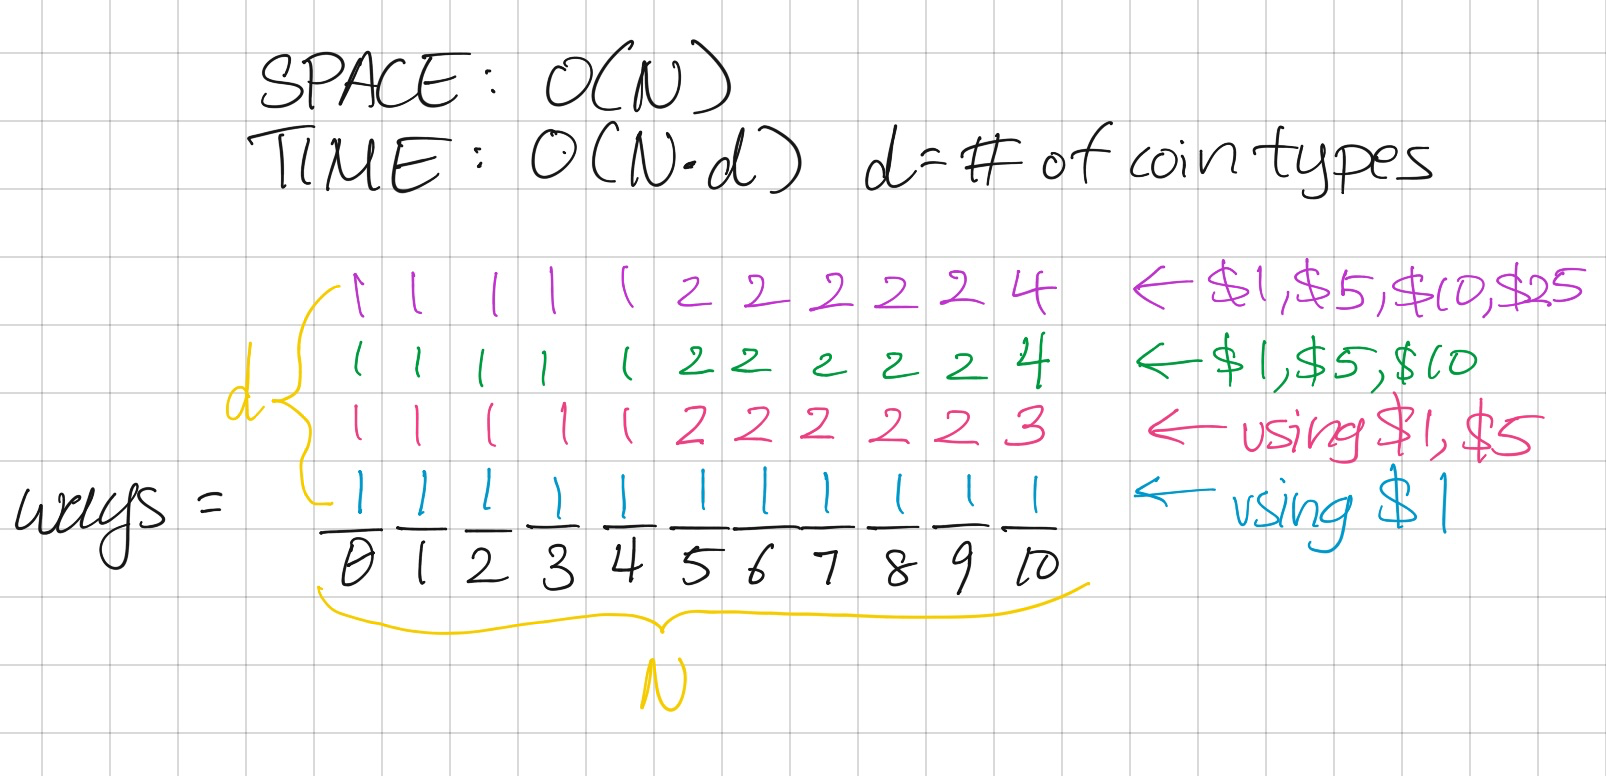 SPACE: O(N)
TIME: O(N·d) d=# of coin types
1 1 1 1 1 2 2 2 2 2 4 ← $1,$5,$10,$25
1 1 1 1 1 2 2 2 2 2 4 ← $1,$5,$10
d
1 1 1 1 1 2 2 2 2 2 3 ← using $1,$5
ways = 1 1 1 1 1 1 1 1 1 1 1 ← using $1
0 1 2 3 4 5 6 7 8 9 10
N